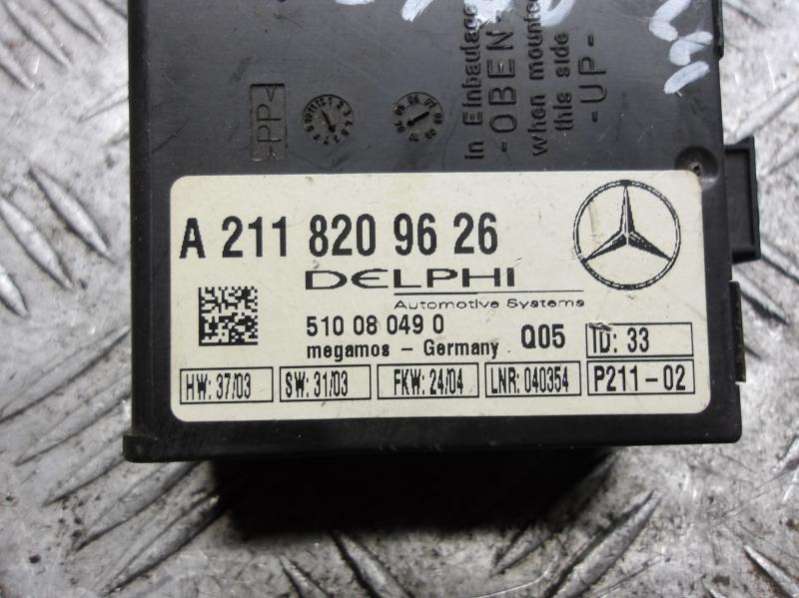 >PP<
in Einbaulage
-OBEN-
when mounted
this side
-UP-
A 211 820 96 26
DELPHI
Automotive Systems
510 08 049 0
megamos - Germany
Q05
ID: 33
HW: 37/03
SW: 31/03
FKW: 24/04
LNR: 040354
P211-02